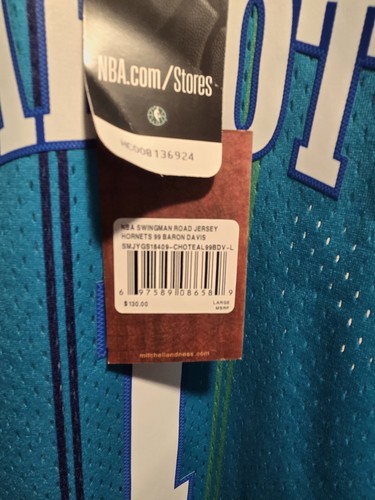 NBA.com/Stores
HC008136924
NBA SWINGMAN ROAD JERSEY
HORNETS 99 BARON DAVIS
SMJYGS18409-CHOTEAL99BDV-L
6 97589 08658 9
$130.00
LARGE
MSRP
mitchellandness.com
1